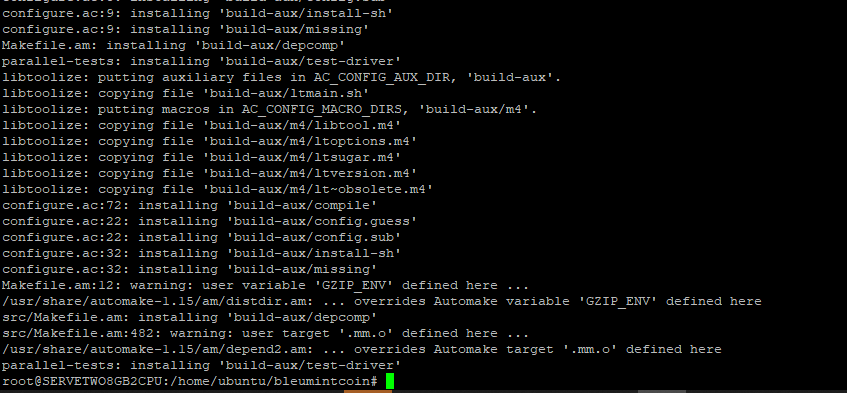 configure.ac:9: installing 'build-aux/install-sh'
configure.ac:9: installing 'build-aux/missing'
Makefile.am: installing 'build-aux/depcomp'
parallel-tests: installing 'build-aux/test-driver'
libtoolize: putting auxiliary files in AC_CONFIG_AUX_DIR, 'build-aux'.
libtoolize: copying file 'build-aux/ltmain.sh'
libtoolize: putting macros in AC_CONFIG_MACRO_DIRS, 'build-aux/m4'.
libtoolize: copying file 'build-aux/m4/libtool.m4'
libtoolize: copying file 'build-aux/m4/ltoptions.m4'
libtoolize: copying file 'build-aux/m4/ltsugar.m4'
libtoolize: copying file 'build-aux/m4/ltversion.m4'
libtoolize: copying file 'build-aux/m4/lt~obsolete.m4'
configure.ac:72: installing 'build-aux/compile'
configure.ac:22: installing 'build-aux/config.guess'
configure.ac:22: installing 'build-aux/config.sub'
configure.ac:32: installing 'build-aux/install-sh'
configure.ac:32: installing 'build-aux/missing'
Makefile.am:12: warning: user variable 'GZIP_ENV' defined here ...
/usr/share/automake-1.15/am/distdir.am: ... overrides Automake variable 'GZIP_ENV' defined here
src/Makefile.am: installing 'build-aux/depcomp'
src/Makefile.am:482: warning: user target '.mm.o' defined here ...
/usr/share/automake-1.15/am/depend2.am: ... overrides Automake target '.mm.o' defined here
parallel-tests: installing 'build-aux/test-driver'
root@SERVETWO8GB2CPU:/home/ubuntu/bleumintcoin#